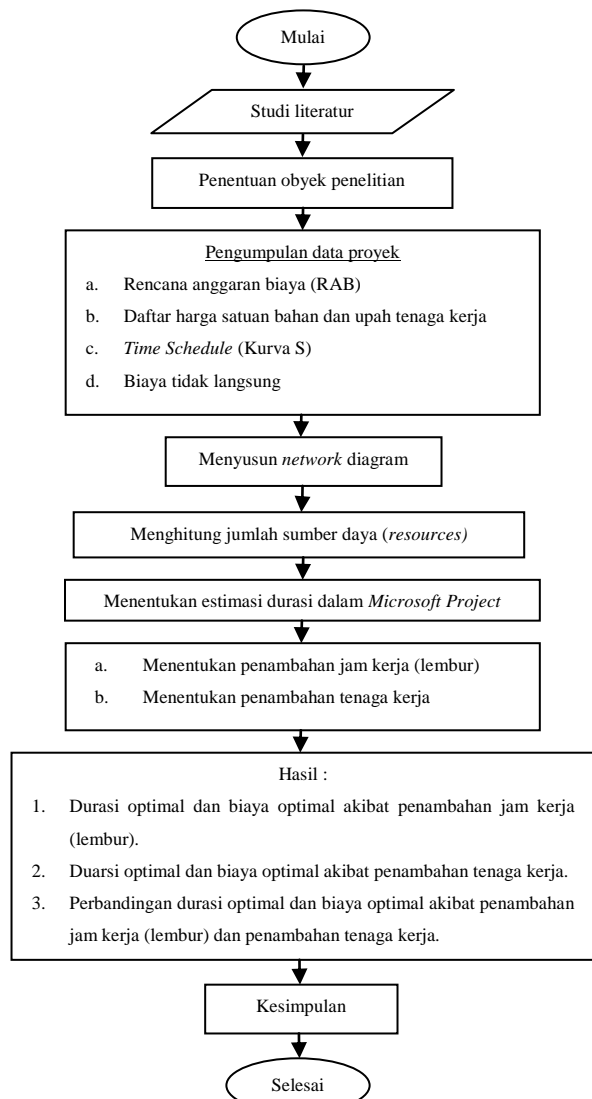 Mulai
Studi literatur
Penentuan obyek penelitian
Pengumpulan data proyek
a. Rencana anggaran biaya (RAB)
b. Daftar harga satuan bahan dan upah tenaga kerja
c. Time Schedule (Kurva S)
d. Biaya tidak langsung
Menyusun network diagram
Menghitung jumlah sumber daya (resources)
Menentukan estimasi durasi dalam Microsoft Project
a. Menentukan penambahan jam kerja (lembur)
b. Menentukan penambahan tenaga kerja
Hasil :
1. Durasi optimal dan biaya optimal akibat penambahan jam kerja
(lembur).
2. Duarsi optimal dan biaya optimal akibat penambahan tenaga kerja.
3. Perbandingan durasi optimal dan biaya optimal akibat penambahan
jam kerja (lembur) dan penambahan tenaga kerja.
Kesimpulan
Selesai